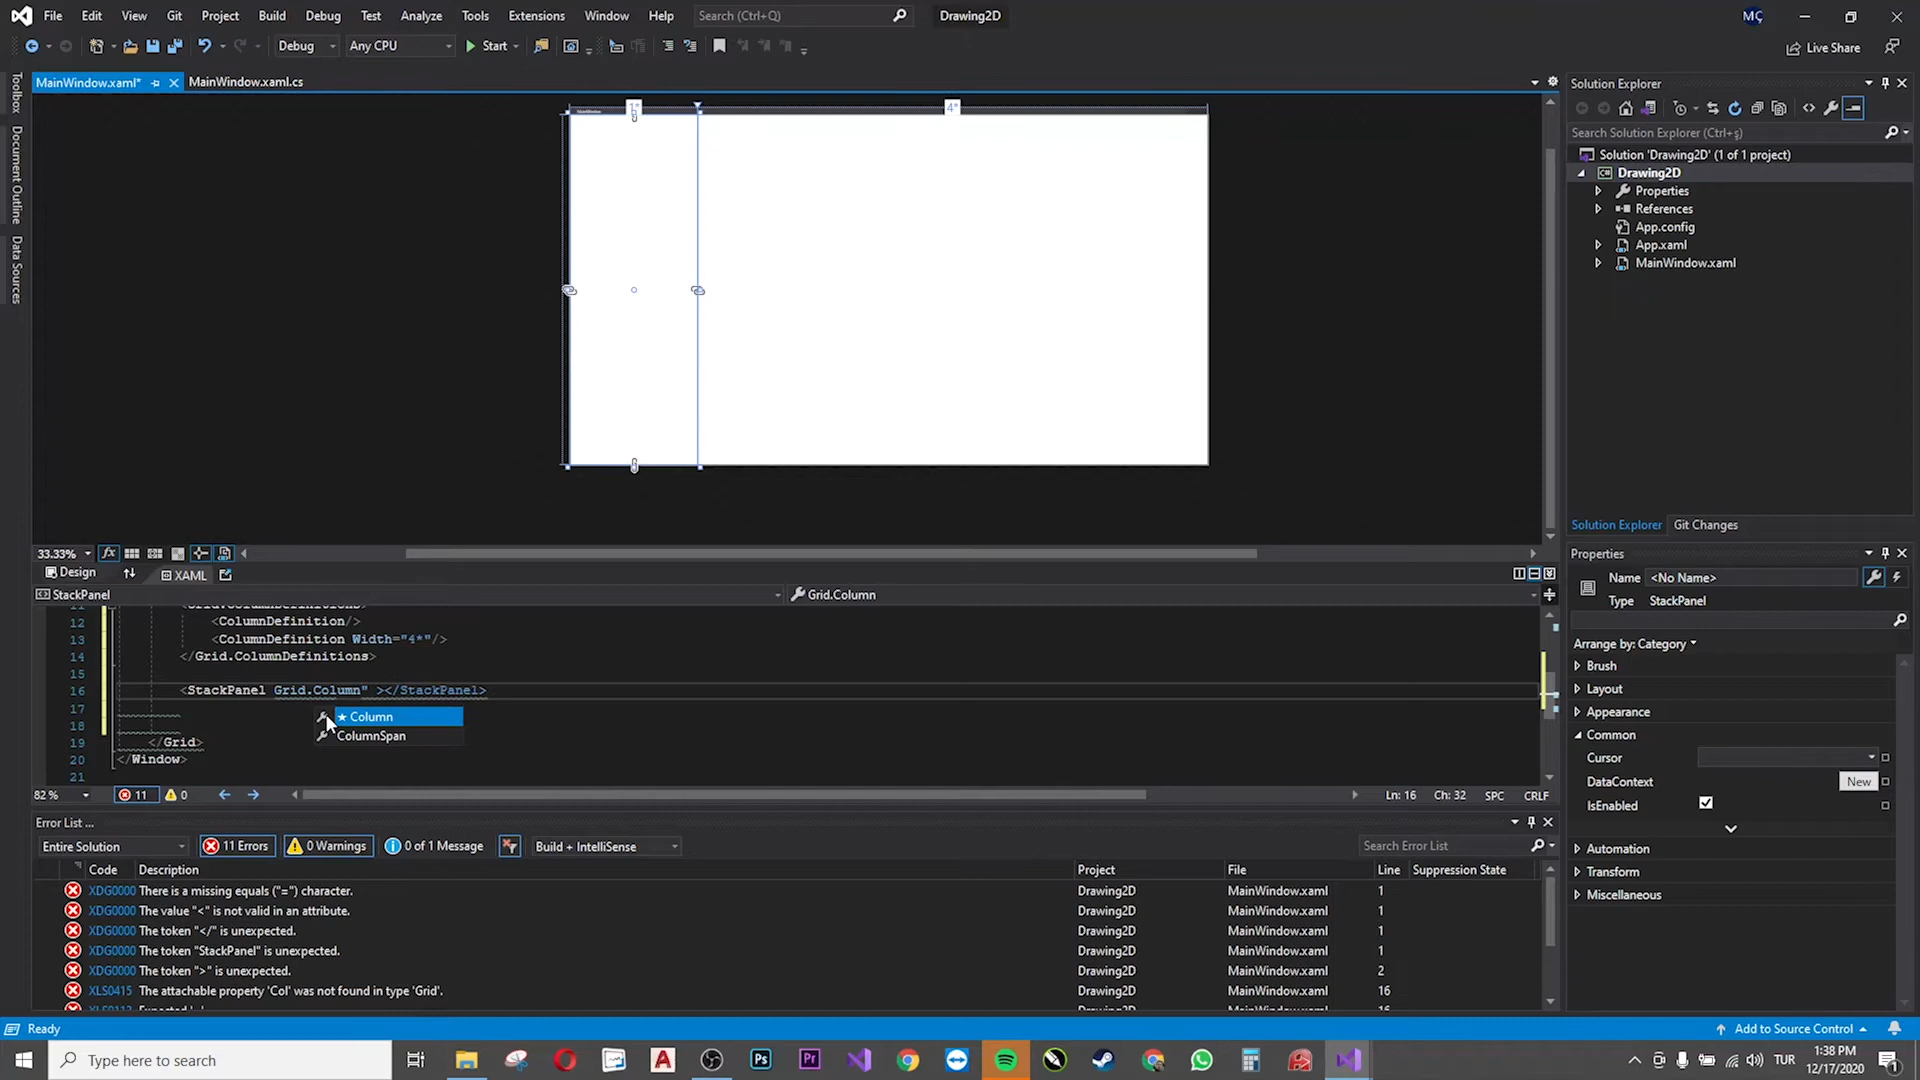 File Edit View Git Project Build Debug Test Analyze Tools Extensions Window Help Search (Ctrl+Q) Drawing2D MÇ
Debug Any CPU Start Live Share
MainWindow.xaml* MainWindow.xaml.cs
Toolbox
Document Outline
Data Sources
1* 4*
33.33%
Design XAML
StackPanel Grid.Column
12 <ColumnDefinition/>
13 <ColumnDefinition Width="4*"/>
14 </Grid.ColumnDefinitions>
15
16 <StackPanel Grid.Column" ></StackPanel>
17
18
19 </Grid>
20 </Window>
21
Column
ColumnSpan
82 % 11 0 Ln: 16 Ch: 32 SPC CRLF
Error List ...
Entire Solution 11 Errors 0 Warnings 0 of 1 Message Build + IntelliSense Search Error List
Code Description Project File Line Suppression State
XDG0000 There is a missing equals ("=") character. Drawing2D MainWindow.xaml 1
XDG0000 The value "<" is not valid in an attribute. Drawing2D MainWindow.xaml 1
XDG0000 The token "</" is unexpected. Drawing2D MainWindow.xaml 1
XDG0000 The token "StackPanel" is unexpected. Drawing2D MainWindow.xaml 1
XDG0000 The token ">" is unexpected. Drawing2D MainWindow.xaml 2
XLS0415 The attachable property 'Col' was not found in type 'Grid'. Drawing2D MainWindow.xaml 16
Solution Explorer
Search Solution Explorer (Ctrl+ş)
Solution 'Drawing2D' (1 of 1 project)
Drawing2D
Properties
References
App.config
App.xaml
MainWindow.xaml
Solution Explorer Git Changes
Properties
Name <No Name>
Type StackPanel
Arrange by: Category
Brush
Layout
Appearance
Common
Cursor
DataContext New
IsEnabled
Automation
Transform
Miscellaneous
Ready Add to Source Control
Type here to search TUR 1:38 PM
12/17/2020